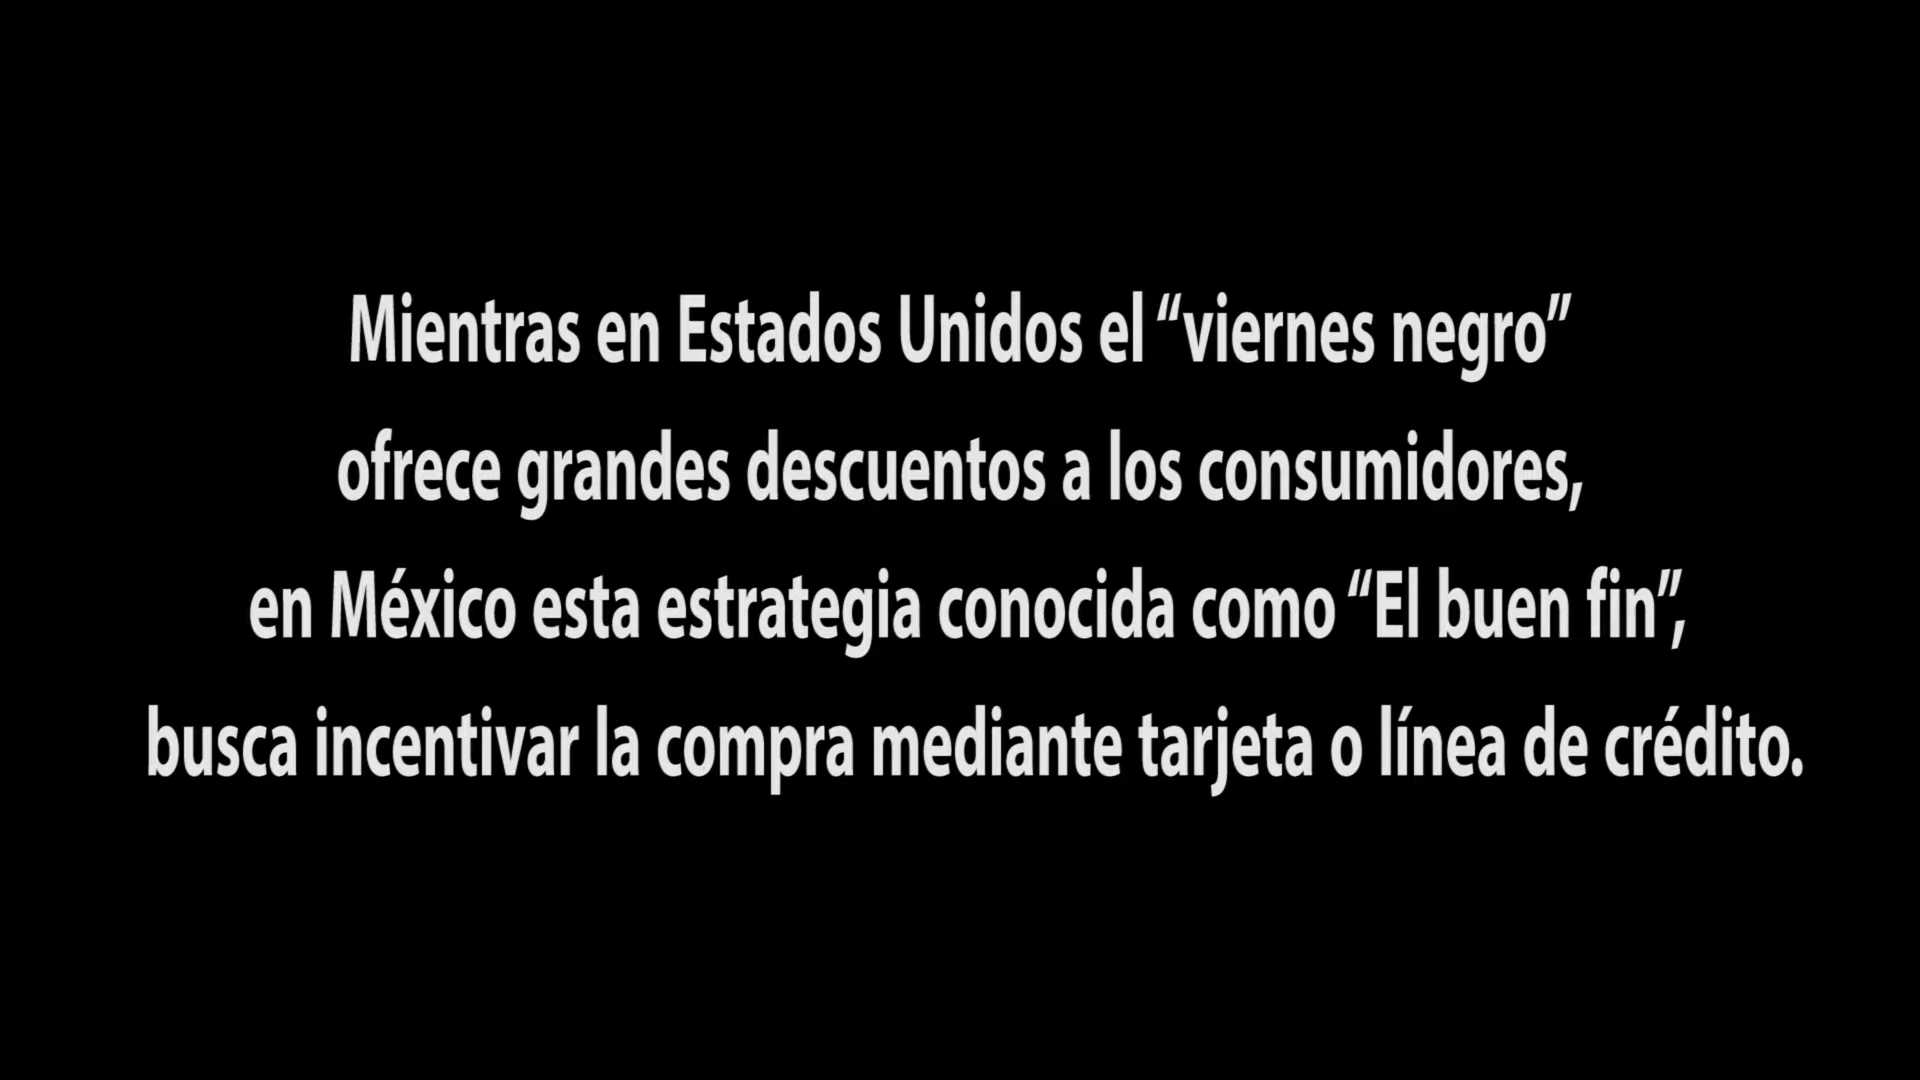 Mientras en Estados Unidos el “viernes negro”
ofrece grandes descuentos a los consumidores,
en México esta estrategia conocida como “El buen fin”,
busca incentivar la compra mediante tarjeta o línea de crédito.